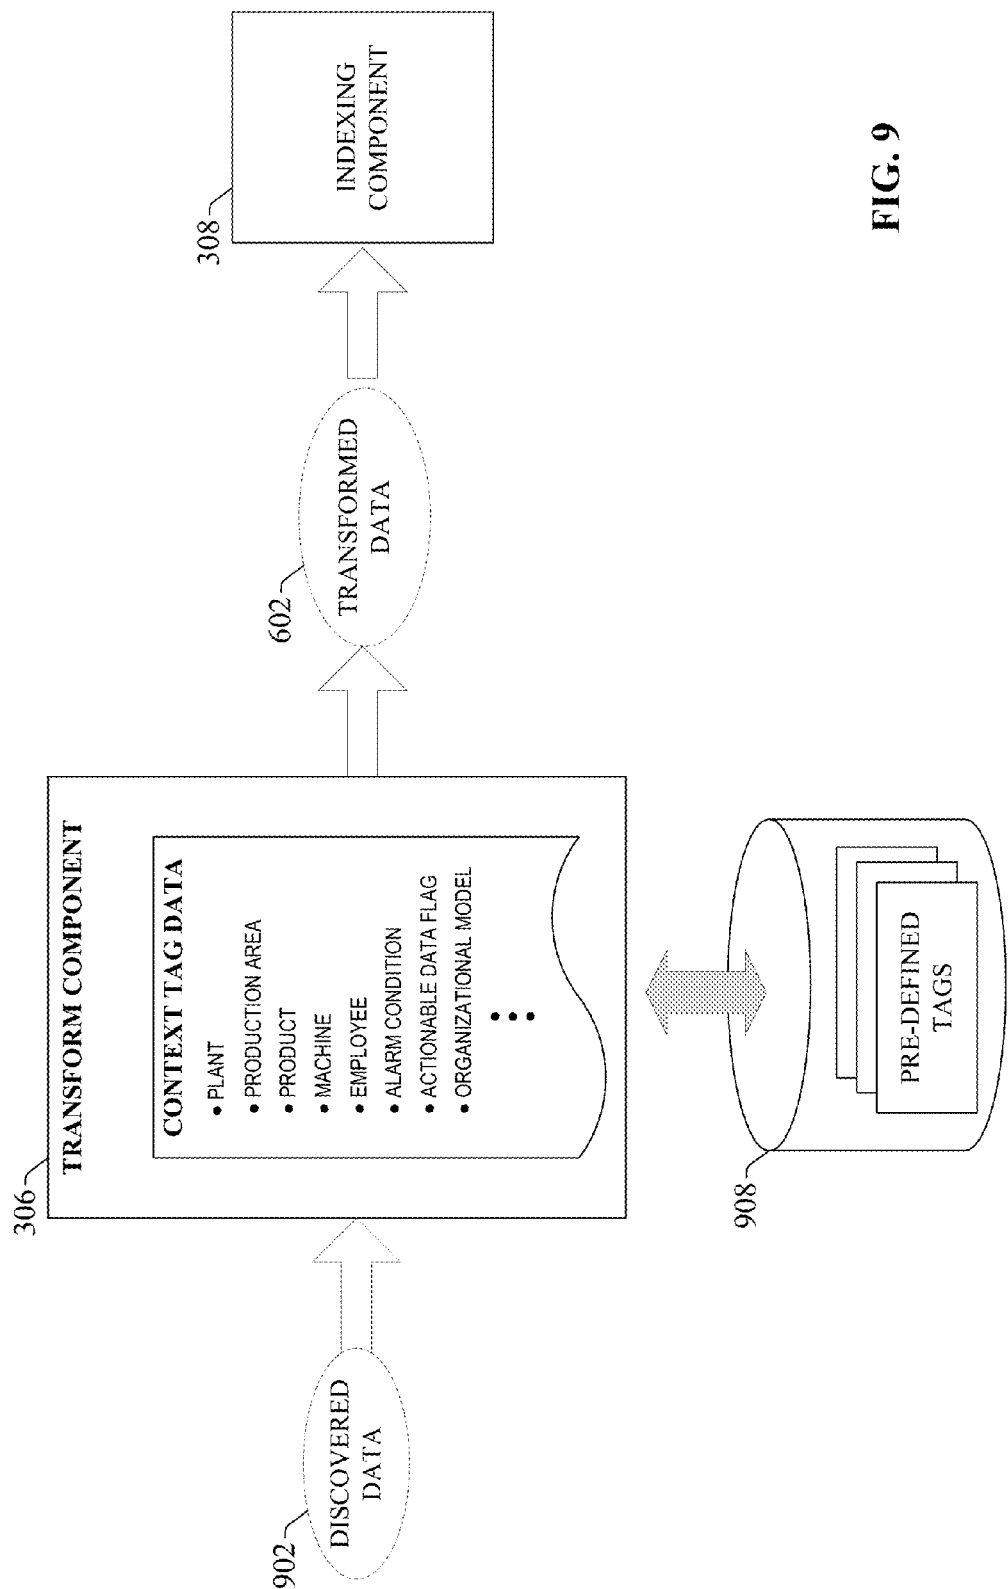 902
DISCOVERED
DATA
306
TRANSFORM COMPONENT
CONTEXT TAG DATA
• PLANT
• PRODUCTION AREA
• PRODUCT
• MACHINE
• EMPLOYEE
• ALARM CONDITION
• ACTIONABLE DATA FLAG
• ORGANIZATIONAL MODEL
908
PRE-DEFINED
TAGS
602
TRANSFORMED
DATA
308
INDEXING
COMPONENT
FIG. 9